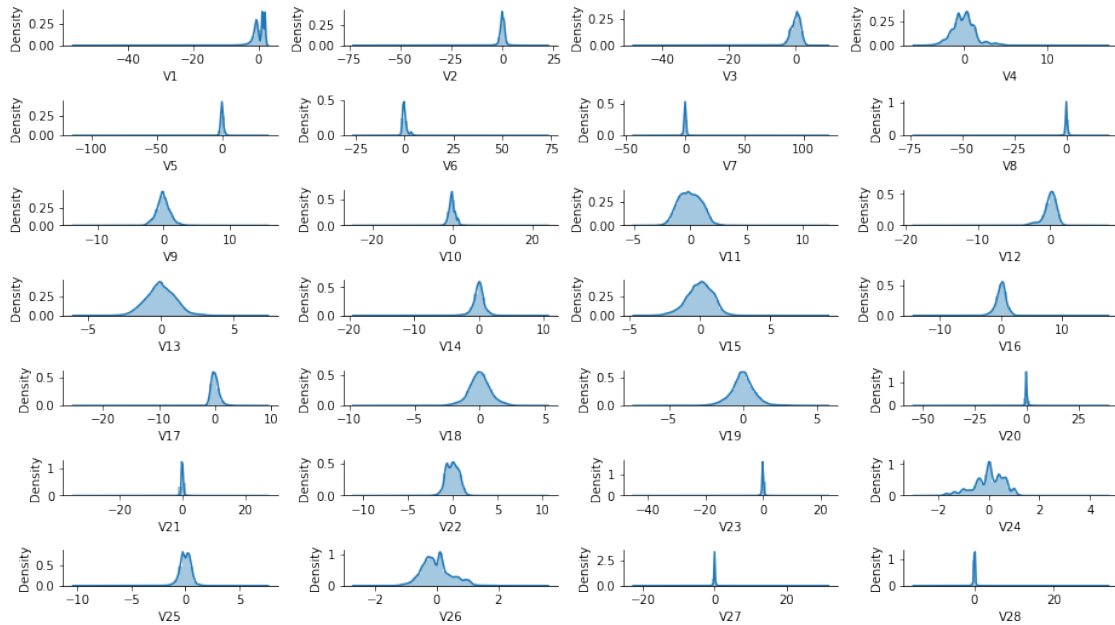 Density 0.25 0.00 −40 −20 0 V1
Density 0.25 0.00 −75 −50 −25 0 25 V2
Density 0.25 0.00 −40 −20 0 V3
Density 0.25 0.00 0 10 V4
Density 0.25 0.00 −100 −50 0 V5
Density 0.5 0.0 −25 0 25 50 75 V6
Density 0.5 0.0 −50 0 50 100 V7
Density 1 0 −75 −50 −25 0 V8
Density 0.25 0.00 −10 0 10 V9
Density 0.5 0.0 −20 0 20 V10
Density 0.25 0.00 −5 0 5 10 V11
Density 0.5 0.0 −20 −10 0 V12
Density 0.25 0.00 −5 0 5 V13
Density 0.5 0.0 −20 −10 0 10 V14
Density 0.25 0.00 −5 0 5 V15
Density 0.5 0.0 −10 0 10 V16
Density 0.5 0.0 −20 −10 0 10 V17
Density 0.5 0.0 −10 −5 0 5 V18
Density 0.5 0.0 −5 0 5 V19
Density 1 0 −50 −25 0 25 V20
Density 1 0 −20 0 20 V21
Density 0.5 0.0 −10 −5 0 5 10 V22
Density 1 0 −40 −20 0 20 V23
Density 1 0 −2 0 2 4 V24
Density 0.5 0.0 −10 −5 0 5 V25
Density 1 0 −2 0 2 V26
Density 2.5 0.0 −20 0 20 V27
Density 1 0 0 20 V28